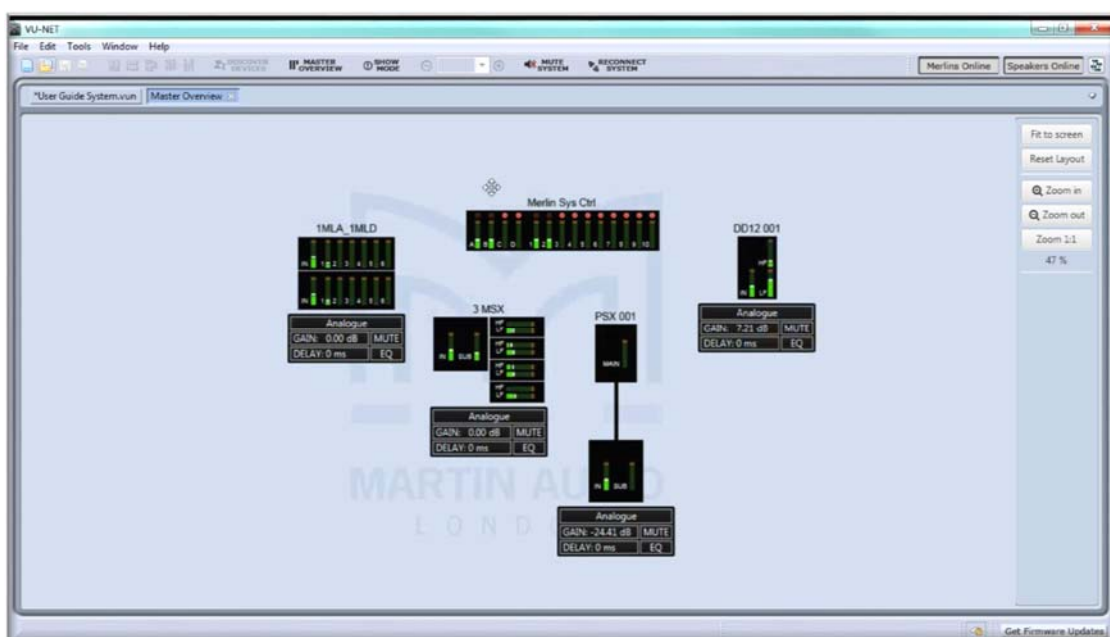 VU-NET
File Edit Tools Window Help
DISCOVER DEVICES MASTER OVERVIEW SHOW MODE MUTE SYSTEM RECONNECT SYSTEM Merlins Online Speakers Online
*User Guide System.vun Master Overview
Fit to screen
Reset Layout
Zoom in
Zoom out
Zoom 1:1
47 %
Merlin Sys Ctrl
A B C D 1 2 3 4 5 6 7 8 9 10
1MLA_1MLD
IN 1 2 3 4 5 6
IN 1 2 3 4 5 6
Analogue
GAIN: 0.00 dB MUTE
DELAY: 0 ms EQ
DD12 001
HF
IN LF
Analogue
GAIN: 7.21 dB MUTE
DELAY: 0 ms EQ
3 MSX
IN SUB
HF
LF
HF
LF
HF
LF
HF
LF
Analogue
GAIN: 0.00 dB MUTE
DELAY: 0 ms EQ
PSX 001
MAIN
IN SUB
Analogue
GAIN: -24.41 dB MUTE
DELAY: 0 ms EQ
MARTIN AUDIO
Get Firmware Updates